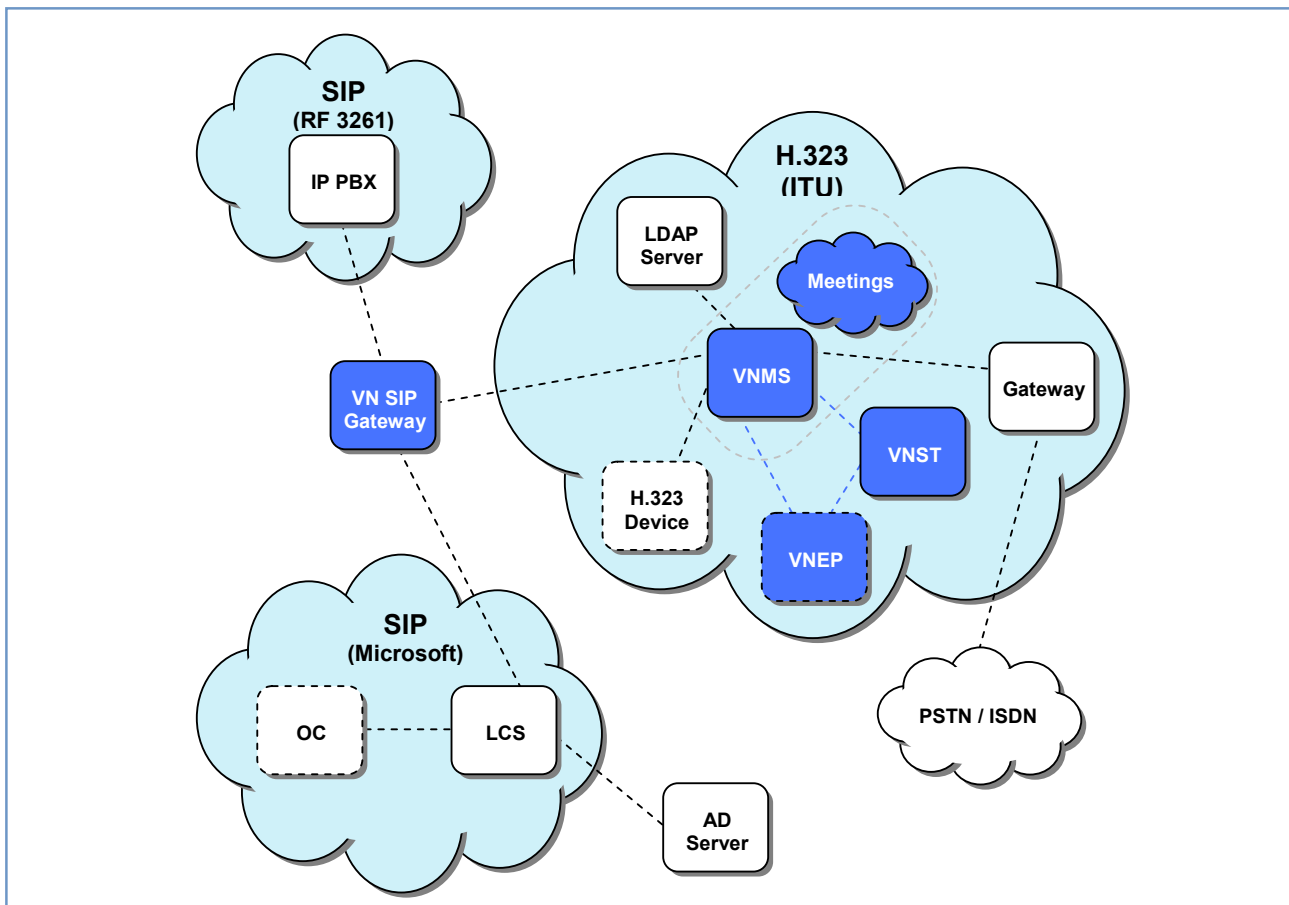 SIP
(RF 3261)
IP PBX
H.323
(ITU)
LDAP
Server
Meetings
VN SIP
Gateway
VNMS
Gateway
VNST
H.323
Device
VNEP
SIP
(Microsoft)
OC
LCS
PSTN / ISDN
AD
Server